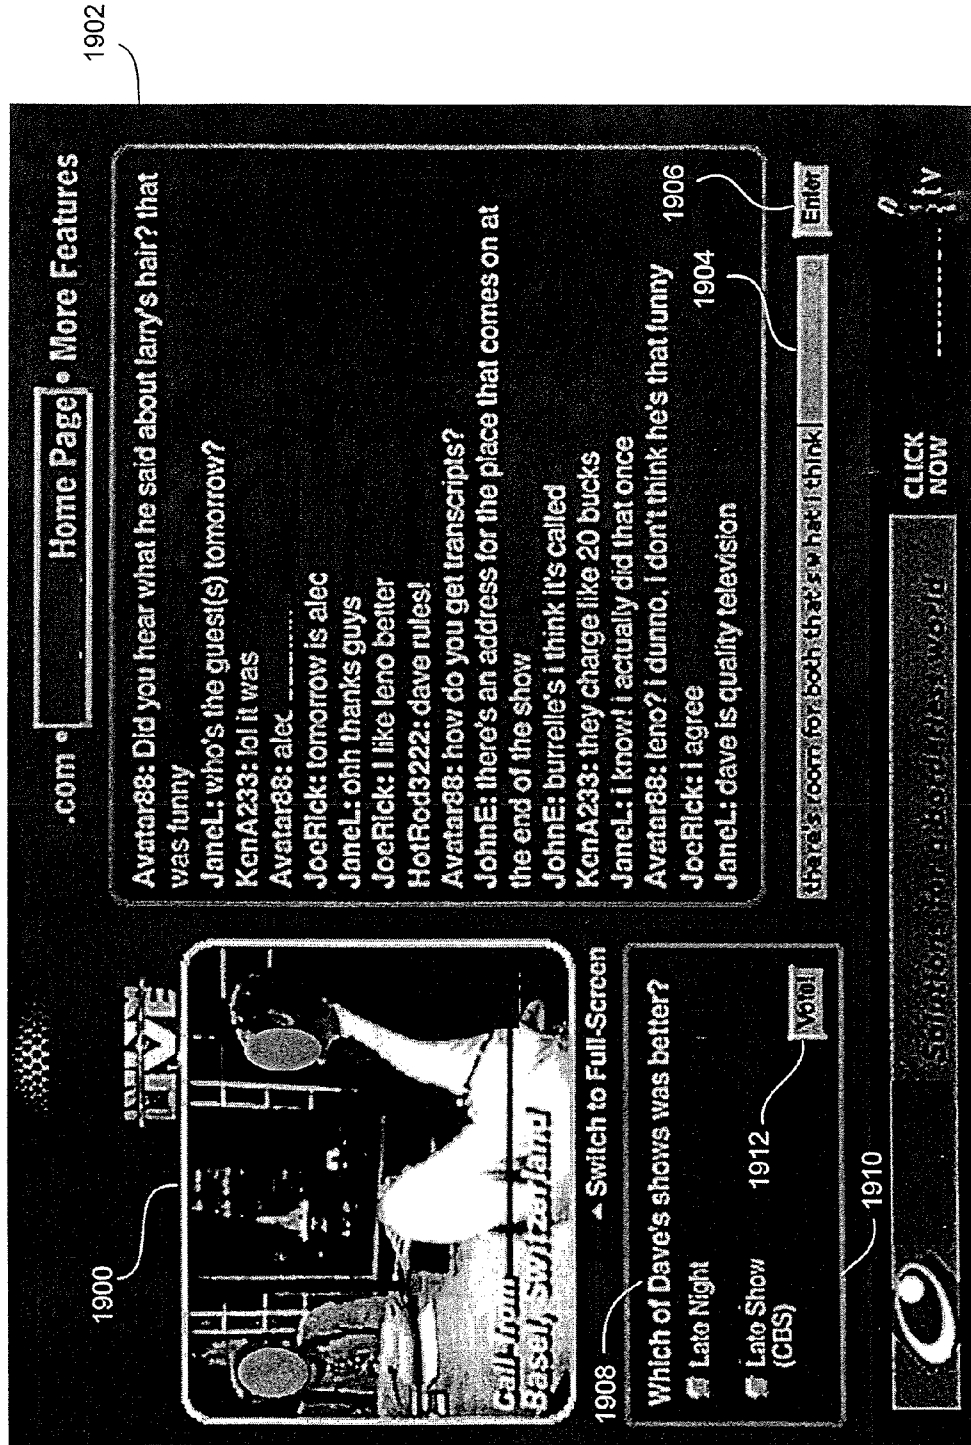 1902
.com • Home Page • More Features
1900
LIVE
call from
Basel, Switzerland
Switch to Full-Screen
Avatar88: Did you hear what he said about larry's hair? that
was funny
JaneL: who's the guest(s) tomorrow?
KenA233: lol it was
Avatar88: alec
JoeRick: tomorrow is alec
JaneL: ohh thanks guys
JoeRick: I like leno better
HotRod3222: dave rules!
Avatar88: how do you get transcripts?
JohnE: there's an address for the place that comes on at
the end of the show
JohnE: burrelle's i think it's called
KenA233: they charge like 20 bucks
JaneL: i know! i actually did that once
Avatar88: leno? i dunno, i don't think he's that funny
JoeRick: i agree
JaneL: dave is quality television
1906
1904
there's room for both that's what i think
Enter
1908
Which of Dave's shows was better?
Late Night
Late Show
(CBS)
1912
Vote!
1910
Solutions for a borderless world
CLICK
NOW
tv